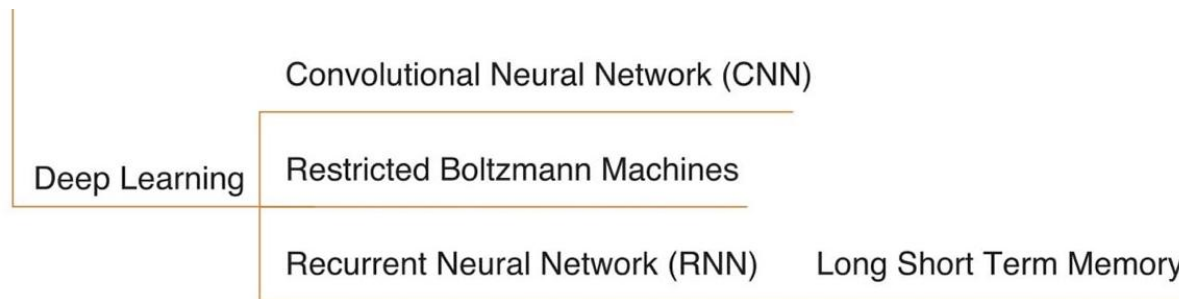 Convolutional Neural Network (CNN)
Deep Learning
Restricted Boltzmann Machines
Recurrent Neural Network (RNN)
Long Short Term Memory